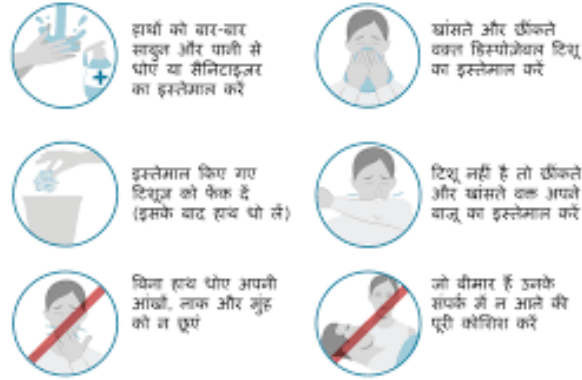 हाथों को बार-बार
साबुन और पानी से
धोएं या सैनिटाइजर
का इस्तेमाल करें
खांसते और छींकते
वक्त डिस्पोजेबल टिशू
का इस्तेमाल करें
इस्तेमाल किए गए
टिशूज को फेंक दें
(इसके बाद हाथ धो लें)
टिशू नहीं है तो छींकते
और खांसते वक्त अपने
बाजू का इस्तेमाल करें
बिना हाथ धोए अपनी
आंखों, नाक और मुंह
को न छूएं
जो बीमार हैं उनके
संपर्क में न आने की
पूरी कोशिश करें